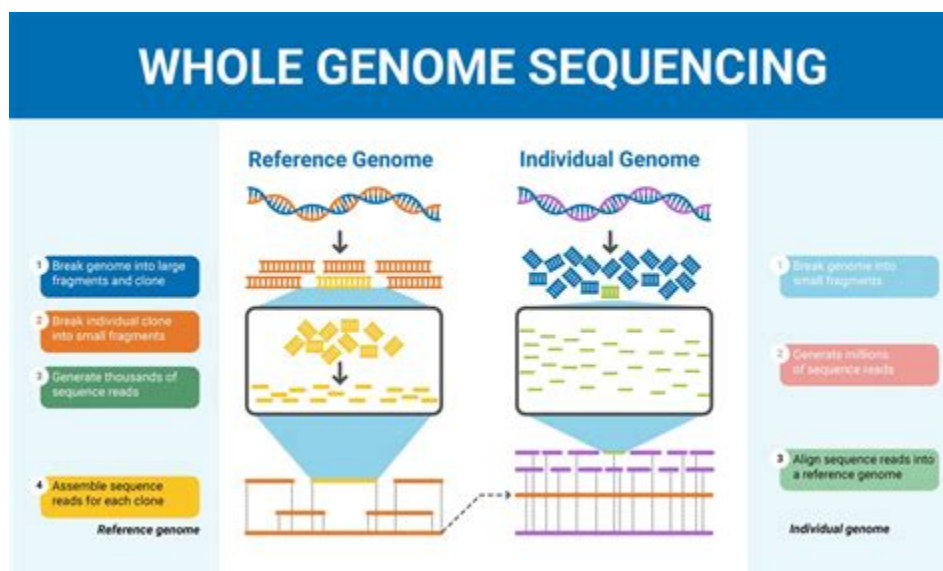 WHOLE GENOME SEQUENCING
Reference Genome
Individual Genome
1 Break genome into large
fragments and clone
2 Break individual clone
into small fragments
3 Generate thousands of
sequence reads
4 Assemble sequence
reads for each clone
Reference genome
1 Break genome into
small fragments
2 Generate millions
of sequence reads
3 Align sequence reads into
a reference genome
Individual genome